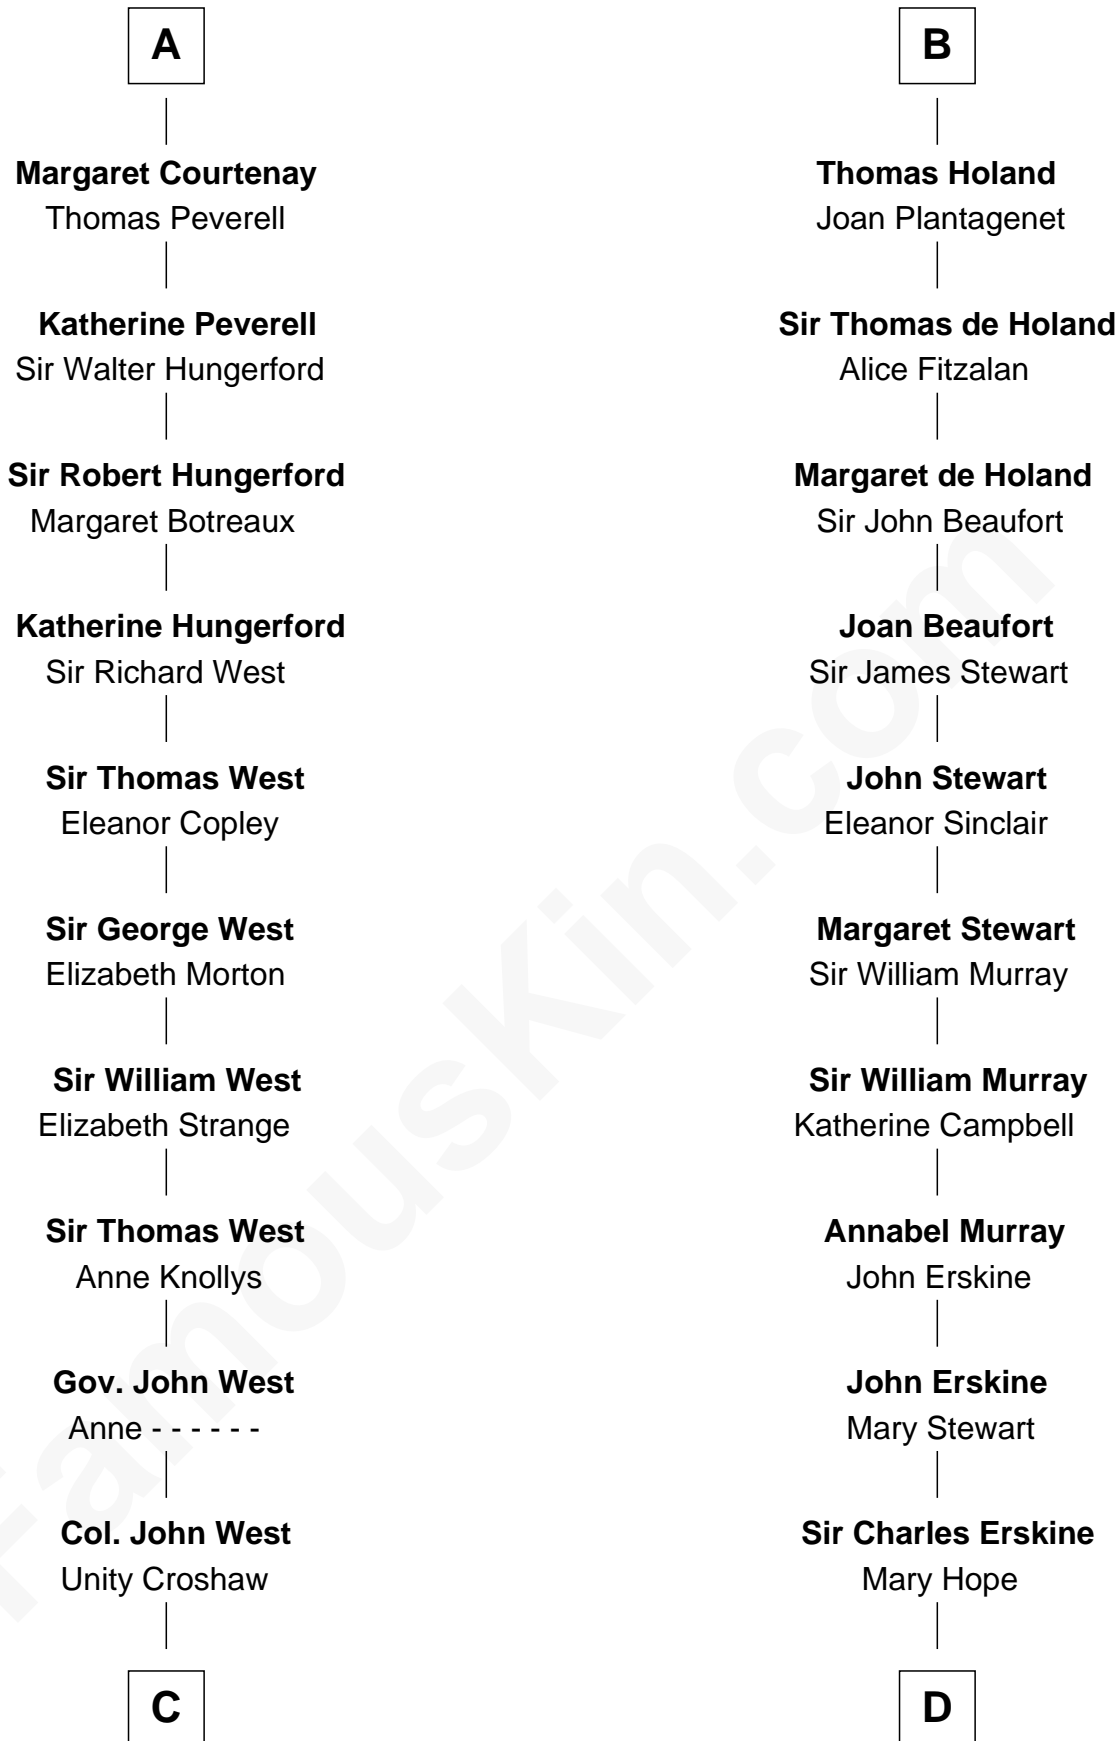 A
Margaret Courtenay
Thomas Peverell
Katherine Peverell
Sir Walter Hungerford
Sir Robert Hungerford
Margaret Botreaux
Katherine Hungerford
Sir Richard West
Sir Thomas West
Eleanor Copley
Sir George West
Elizabeth Morton
Sir William West
Elizabeth Strange
Sir Thomas West
Anne Knollys
Gov. John West
Anne - - - - - -
Col. John West
Unity Croshaw
C
B
Thomas Holand
Joan Plantagenet
Sir Thomas de Holand
Alice Fitzalan
Margaret de Holand
Sir John Beaufort
Joan Beaufort
Sir James Stewart
John Stewart
Eleanor Sinclair
Margaret Stewart
Sir William Murray
Sir William Murray
Katherine Campbell
Annabel Murray
John Erskine
John Erskine
Mary Stewart
Sir Charles Erskine
Mary Hope
D
FamousKin.com